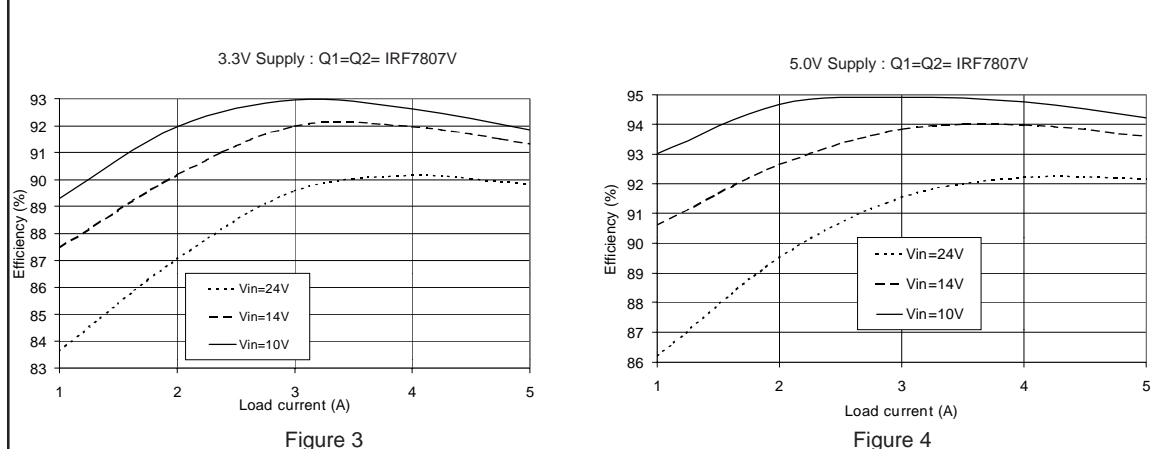 3.3V Supply : Q1=Q2= IRF7807V
93
92
91
90
89
88
87
86
85
84
83
Efficiency (%)
Vin=24V
Vin=14V
Vin=10V
1 2 3 4 5
Load current (A)
Figure 3
5.0V Supply : Q1=Q2= IRF7807V
95
94
93
92
91
90
89
88
87
86
Efficiency (%)
Vin=24V
Vin=14V
Vin=10V
1 2 3 4 5
Load current (A)
Figure 4